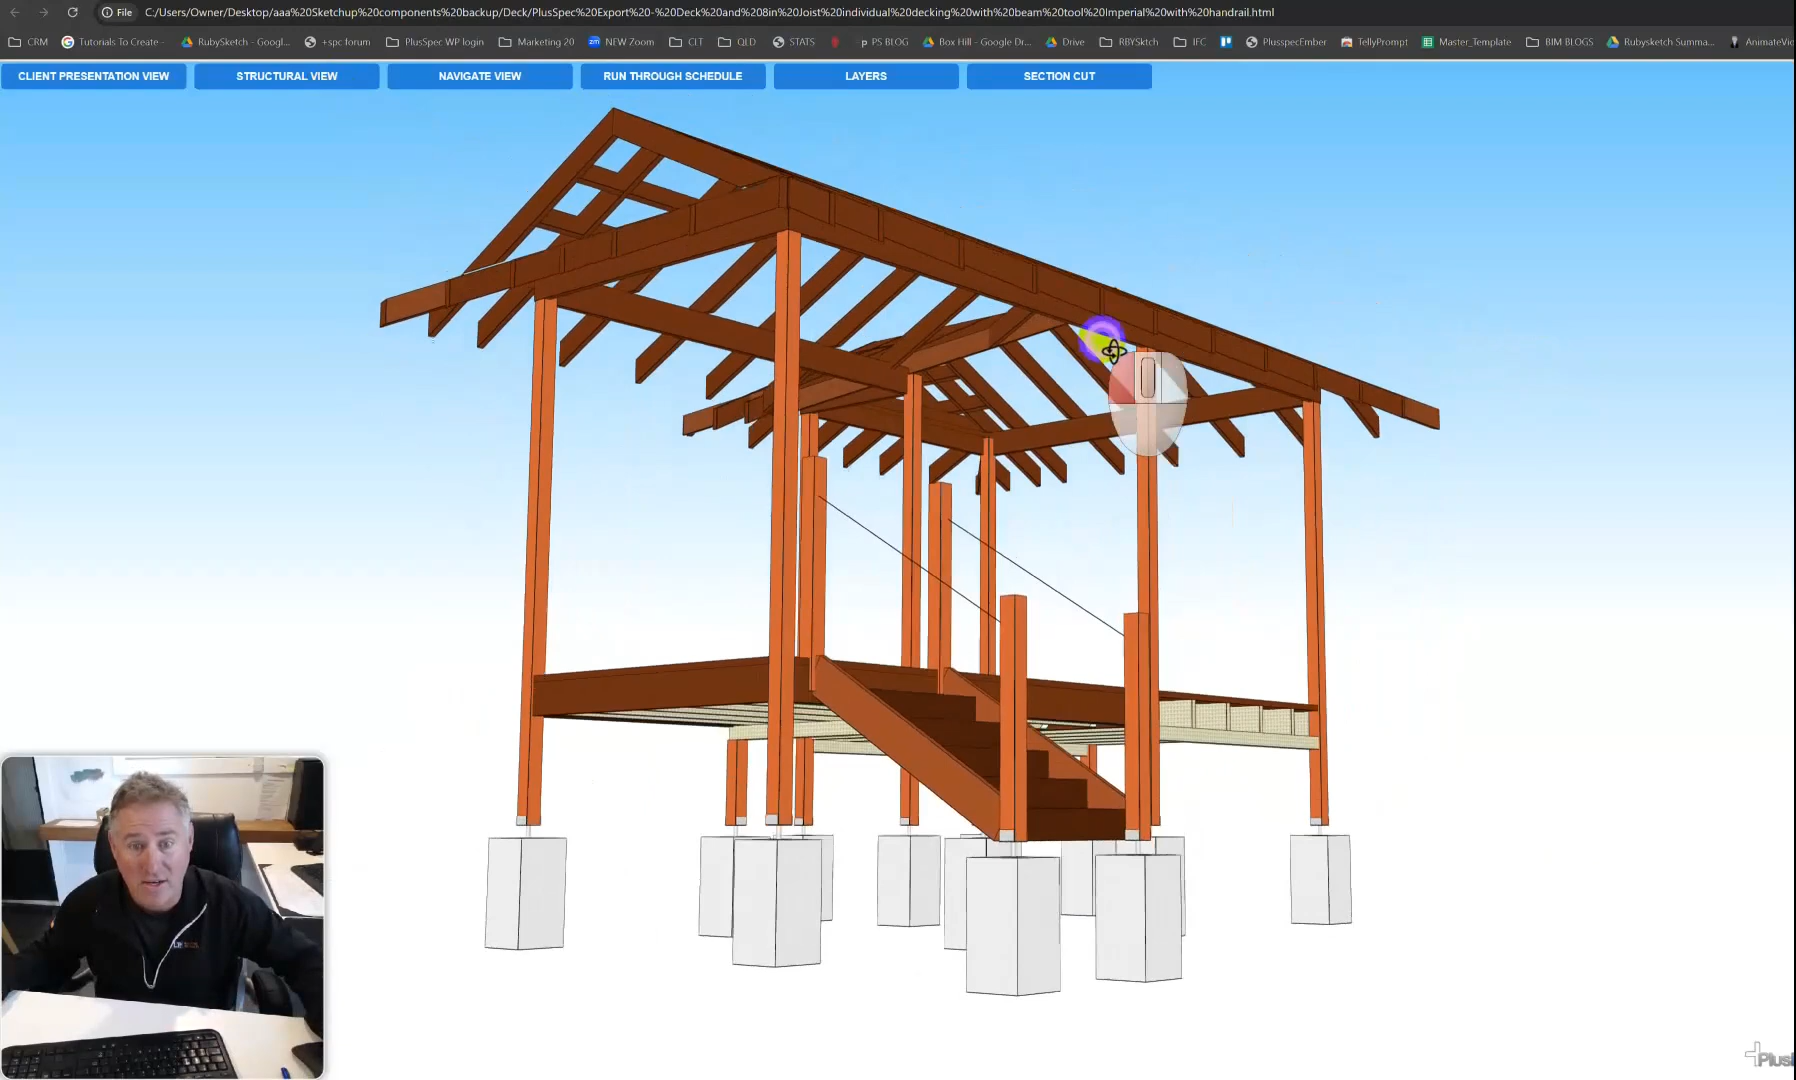 File C:/Users/Owner/Desktop/aaa%20Sketchup%20components%20backup/Deck/PlusSpec%20Export%20-%20Deck%20and%208in%20Joist%20individual%20decking%20with%20beam%20tool%20Imperial%20with%20handrail.html
CRM Tutorials To Create - RubySketch - Googl... +spc forum PlusSpec WP login Marketing 20 NEW Zoom CLT QLD STATS PS BLOG Box Hill - Google Dr... Drive RBYSktch IFC PlusspecEmber TellyPrompt Master_Template BIM BLOGS Rubysketch Summa... AnimateVid
CLIENT PRESENTATION VIEW STRUCTURAL VIEW NAVIGATE VIEW RUN THROUGH SCHEDULE LAYERS SECTION CUT